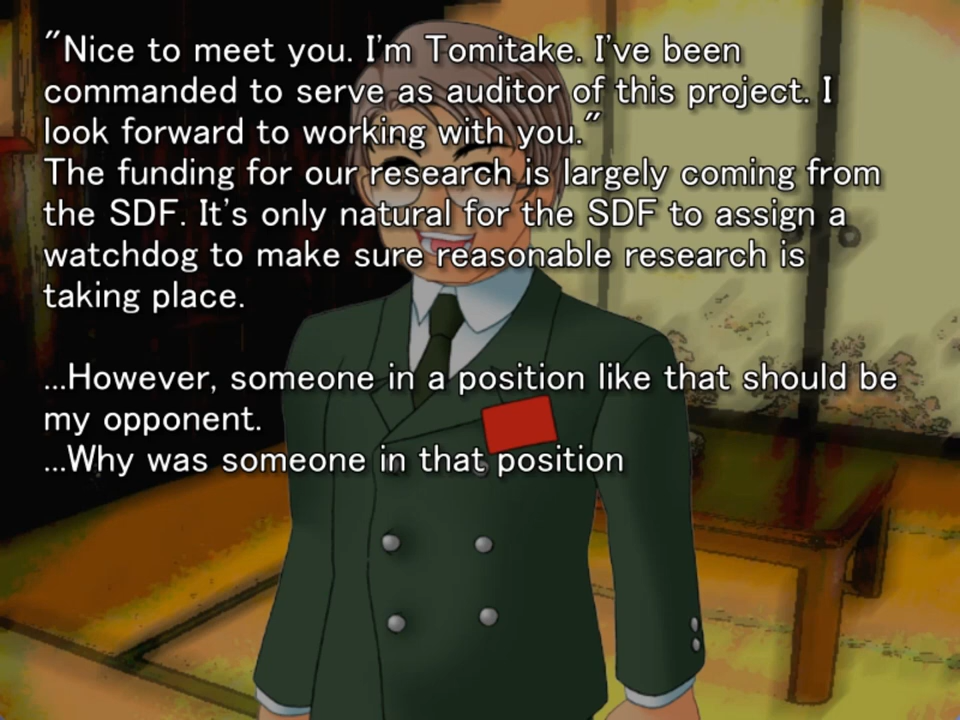 "Nice to meet you. I'm Tomitake. I've been
commanded to serve as auditor of this project. I
look forward to working with you."
The funding for our research is largely coming from
the SDF. It's only natural for the SDF to assign a
watchdog to make sure reasonable research is
taking place.
...However, someone in a position like that should be
my opponent.
...Why was someone in that position